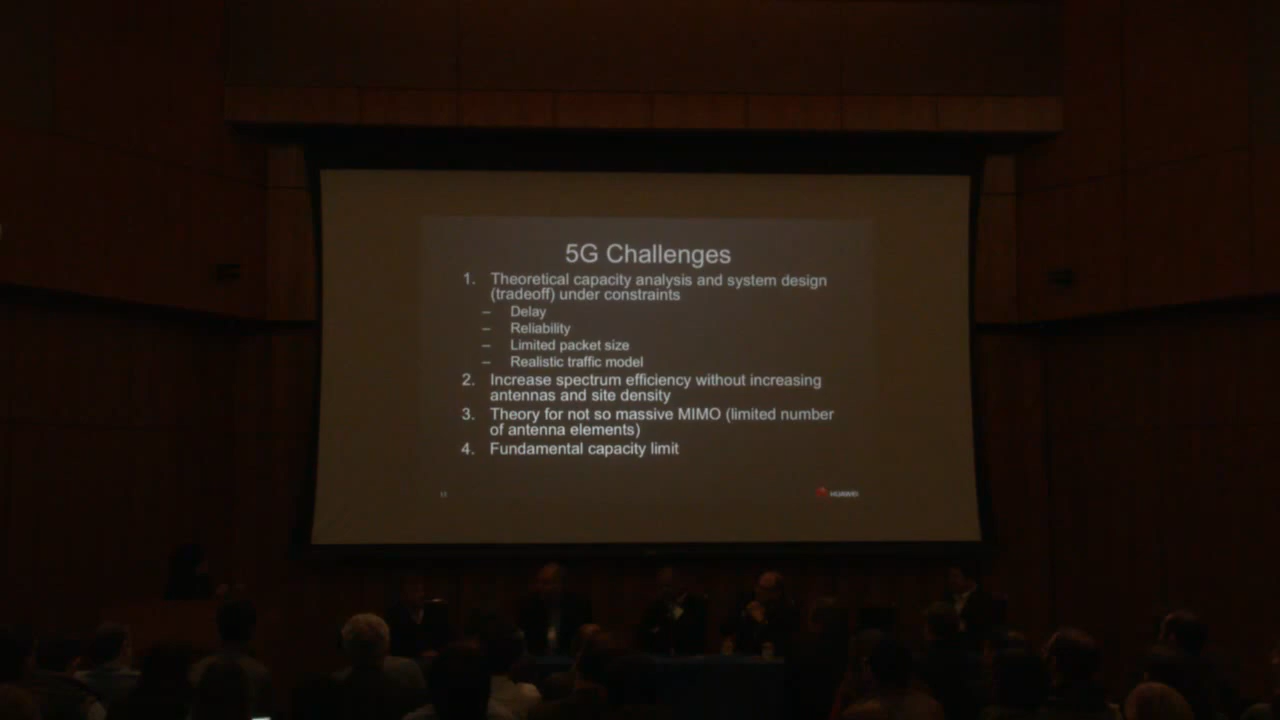 5G Challenges
1. Theoretical capacity analysis and system design
(tradeoff) under constraints
– Delay
– Reliability
– Limited packet size
– Realistic traffic model
2. Increase spectrum efficiency without increasing
antennas and site density
3. Theory for not so massive MIMO (limited number
of antenna elements)
4. Fundamental capacity limit
HUAWEI